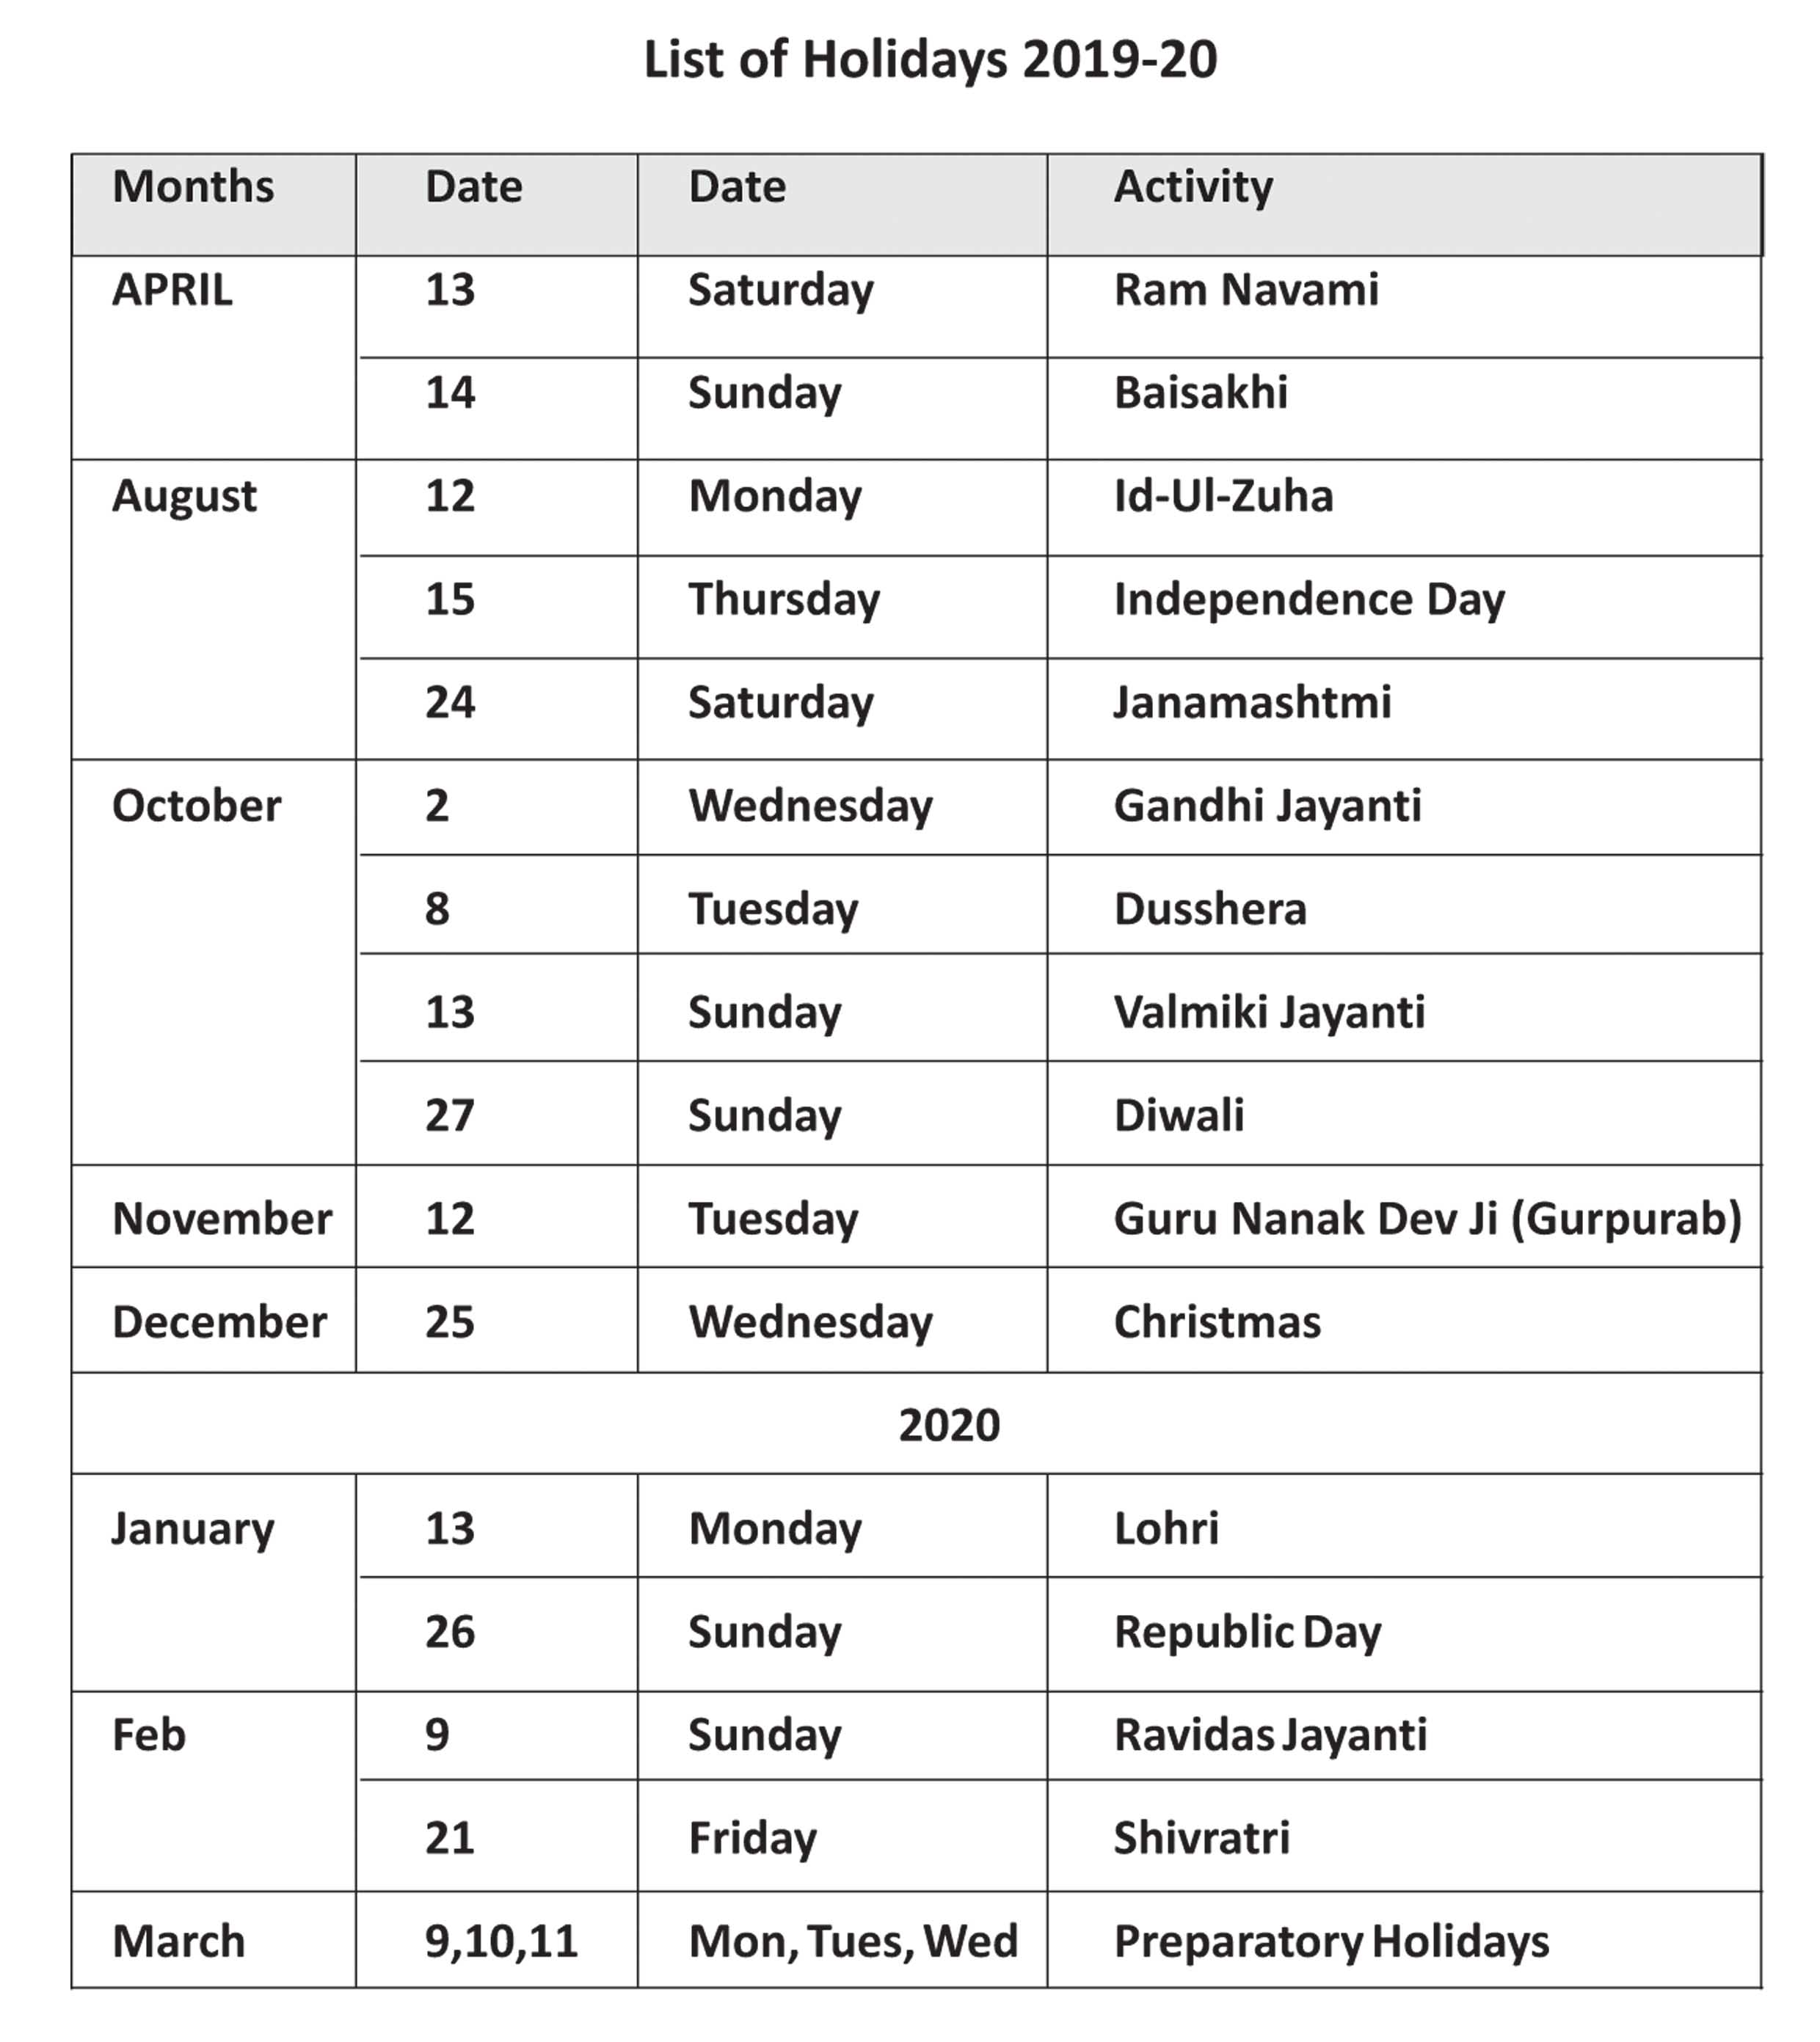 List of Holidays 2019-20
Months Date Date Activity
APRIL 13 Saturday Ram Navami
14 Sunday Baisakhi
August 12 Monday Id-Ul-Zuha
15 Thursday Independence Day
24 Saturday Janamashtmi
October 2 Wednesday Gandhi Jayanti
8 Tuesday Dusshera
13 Sunday Valmiki Jayanti
27 Sunday Diwali
November 12 Tuesday Guru Nanak Dev Ji (Gurpurab)
December 25 Wednesday Christmas
2020
January 13 Monday Lohri
26 Sunday Republic Day
Feb 9 Sunday Ravidas Jayanti
21 Friday Shivratri
March 9,10,11 Mon, Tues, Wed Preparatory Holidays